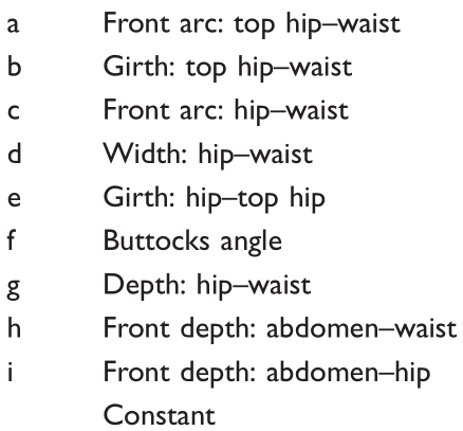 a Front arc: top hip–waist
b Girth: top hip–waist
c Front arc: hip–waist
d Width: hip–waist
e Girth: hip–top hip
f Buttocks angle
g Depth: hip–waist
h Front depth: abdomen–waist
i Front depth: abdomen–hip
Constant